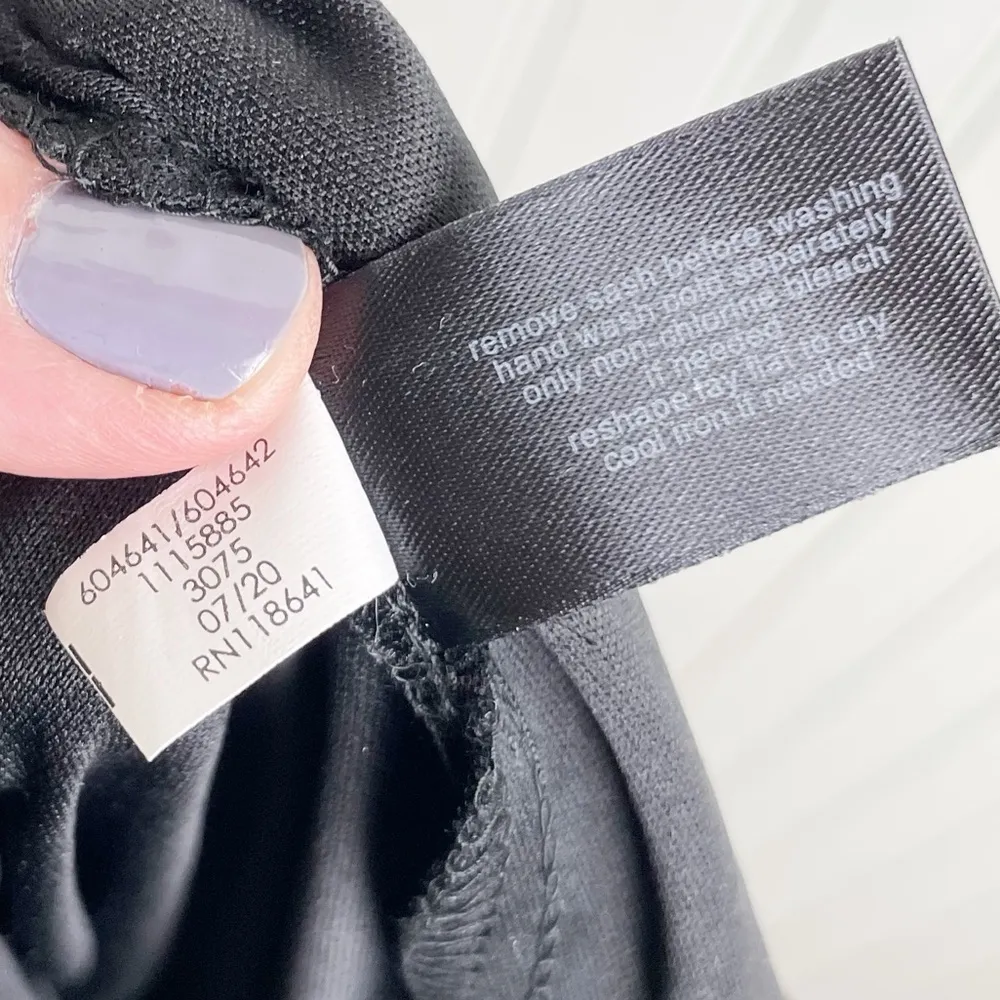 remove sash before washing
hand wash cold separately
only non-chlorine bleach
if needed
reshape lay flat to dry
cool iron if needed
604641/604642
1115885
3075
07/20
RN118641